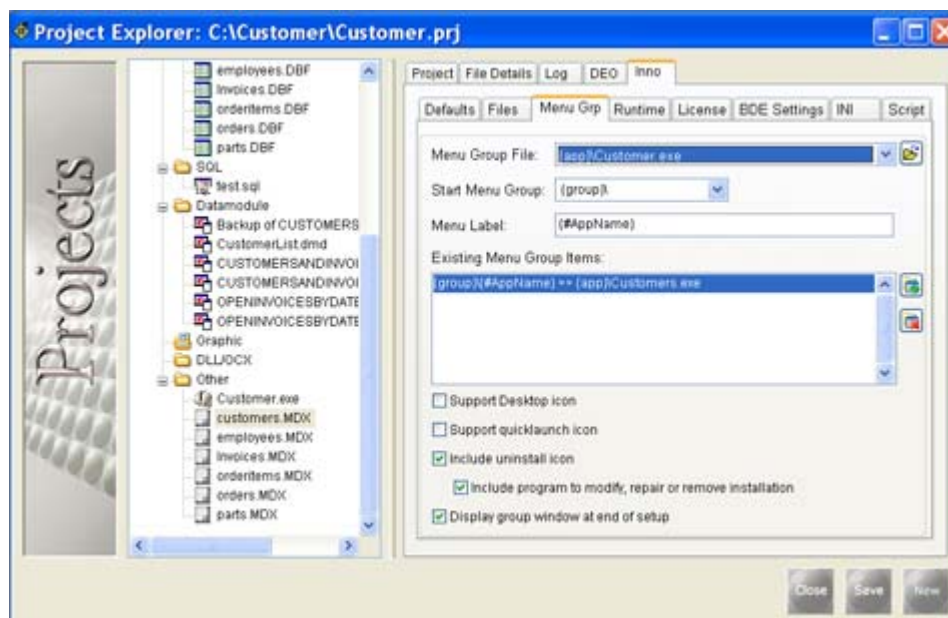 Project Explorer: C:\Customer\Customer.prj
Projects
employees.DBF
Invoices.DBF
orderitems.DBF
orders.DBF
parts.DBF
SQL
test.sql
Datamodule
Backup of CUSTOMERS
CustomerList.dmd
CUSTOMERSANDINVOI
CUSTOMERSANDINVOI
OPENINVOICESBYDATE
OPENINVOICESBYDATE
Graphic
DLL/OCX
Other
Customer.exe
customers.MDX
employees.MDX
Invoices.MDX
orderitems.MDX
orders.MDX
parts.MDX
Project File Details Log DEO Inno
Defaults Files Menu Grp Runtime License BDE Settings INI Script
Menu Group File: {app}\Customer.exe
Start Menu Group: {group}\
Menu Label: {#AppName}
Existing Menu Group Items:
{group}\{#AppName} == {app}\Customers.exe
Support Desktop icon
Support quicklaunch icon
Include uninstall icon
Include program to modify, repair or remove installation
Display group window at end of setup
Close Save New